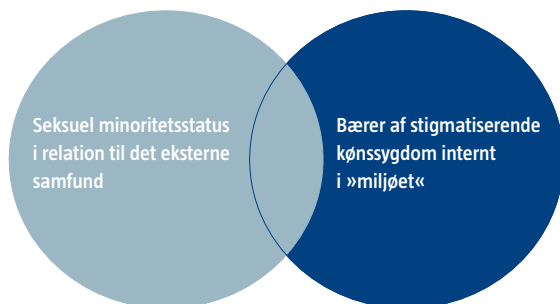 Seksuel minoritetsstatus
i relation til det eksterne
samfund
Bærer af stigmatiserende
kønssygdom internt
i »miljøet«